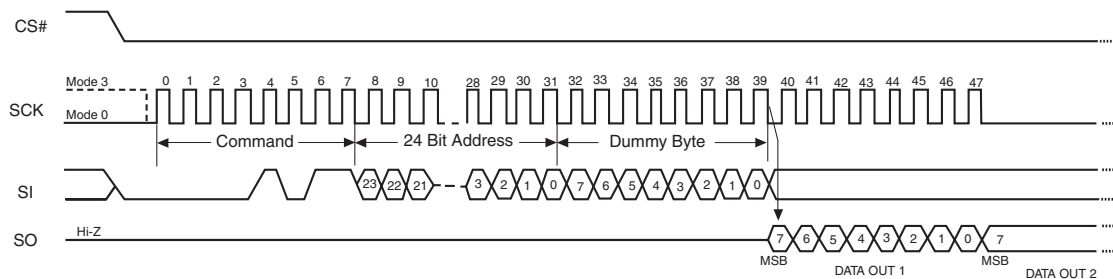 CS#
Mode 3
0 1 2 3 4 5 6 7 8 9 10 28 29 30 31 32 33 34 35 36 37 38 39 40 41 42 43 44 45 46 47
SCK
Mode 0
Command 24 Bit Address Dummy Byte
SI
23 22 21 3 2 1 0 7 6 5 4 3 2 1 0
SO
Hi-Z
7 6 5 4 3 2 1 0 7
MSB DATA OUT 1 MSB DATA OUT 2